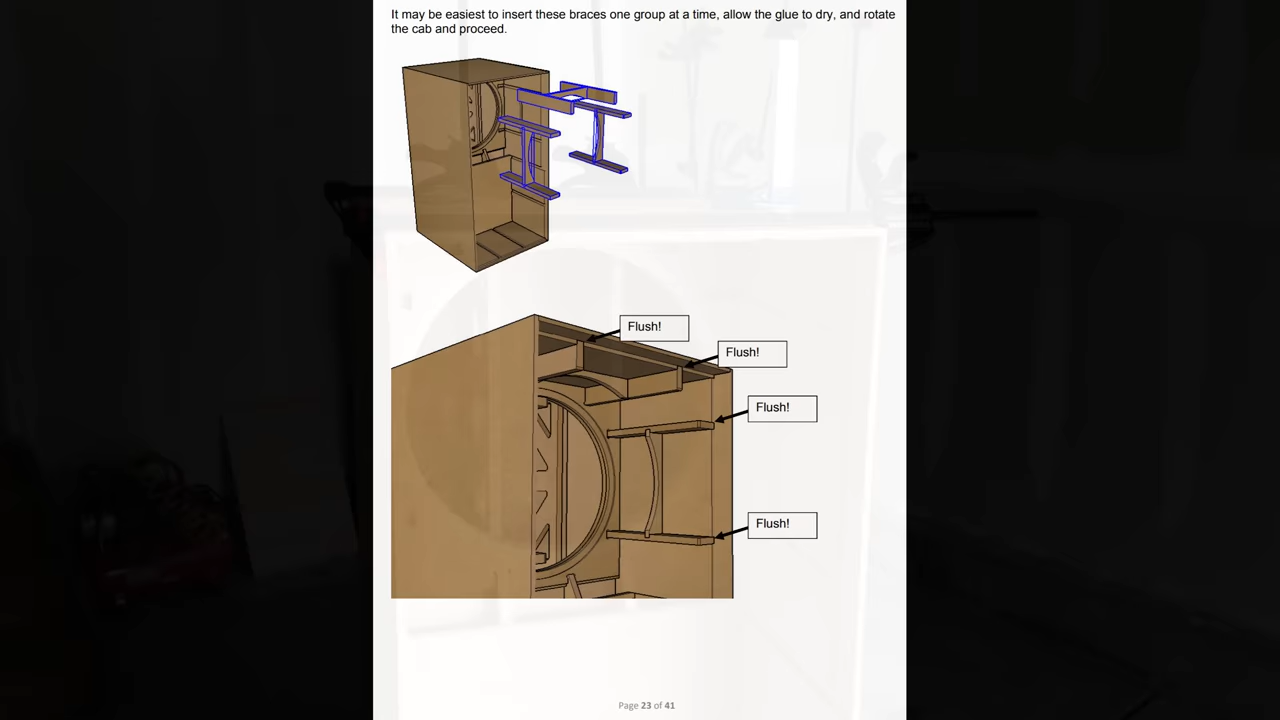 It may be easiest to insert these braces one group at a time, allow the glue to dry, and rotate
the cab and proceed.
Flush!
Flush!
Flush!
Flush!
Page 23 of 41